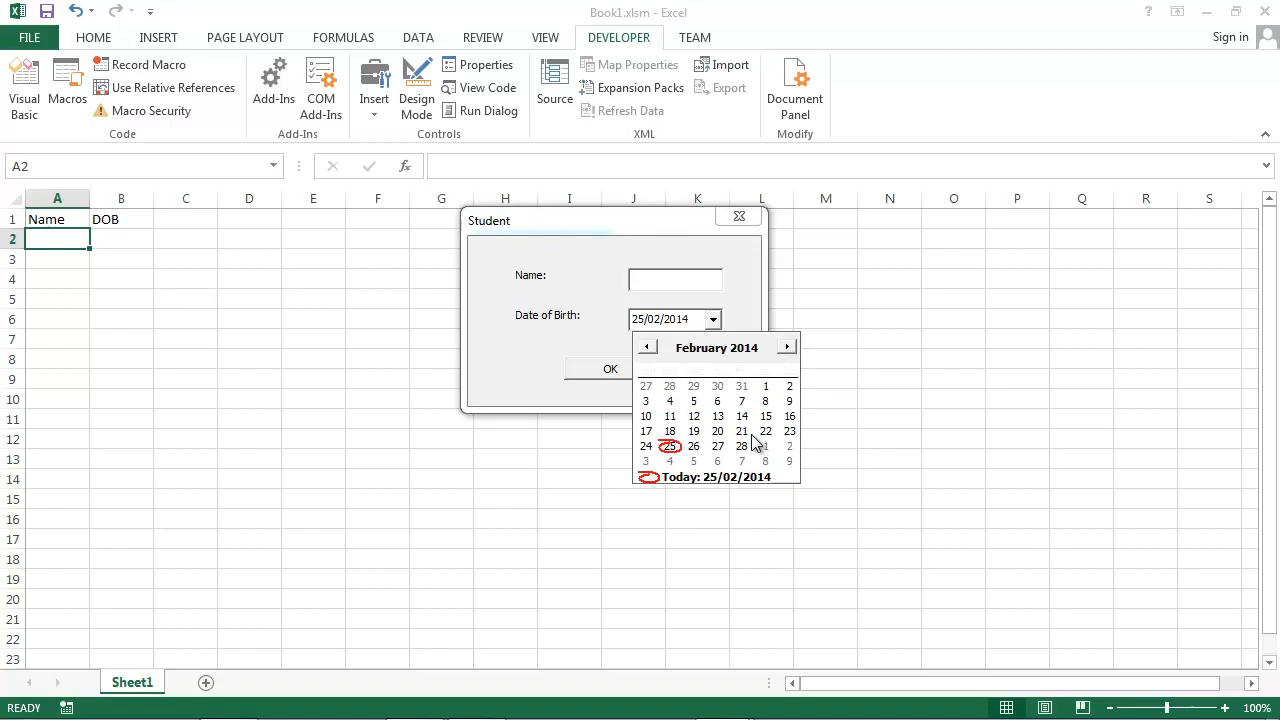 Book1.xlsm - Excel
?
FILE HOME INSERT PAGE LAYOUT FORMULAS DATA REVIEW VIEW DEVELOPER TEAM Sign in
Visual Basic
Macros
Record Macro
Use Relative References
Macro Security
Code
Add-Ins
COM Add-Ins
Add-Ins
Insert
Design Mode
Properties
View Code
Run Dialog
Controls
Source
Map Properties
Expansion Packs
Refresh Data
Import
Export
XML
Document Panel
Modify
A2
fx
A B C D E F G H I J K L M N O P Q R S
1 Name DOB
2
3
4
5
6
7
8
9
10
11
12
13
14
15
16
17
18
19
20
21
22
23
Student
Name:
Date of Birth: 25/02/2014
OK
February 2014
27 28 29 30 31 1 2
3 4 5 6 7 8 9
10 11 12 13 14 15 16
17 18 19 20 21 22 23
24 25 26 27 28 1 2
3 4 5 6 7 8 9
Today: 25/02/2014
Sheet1
READY
100%